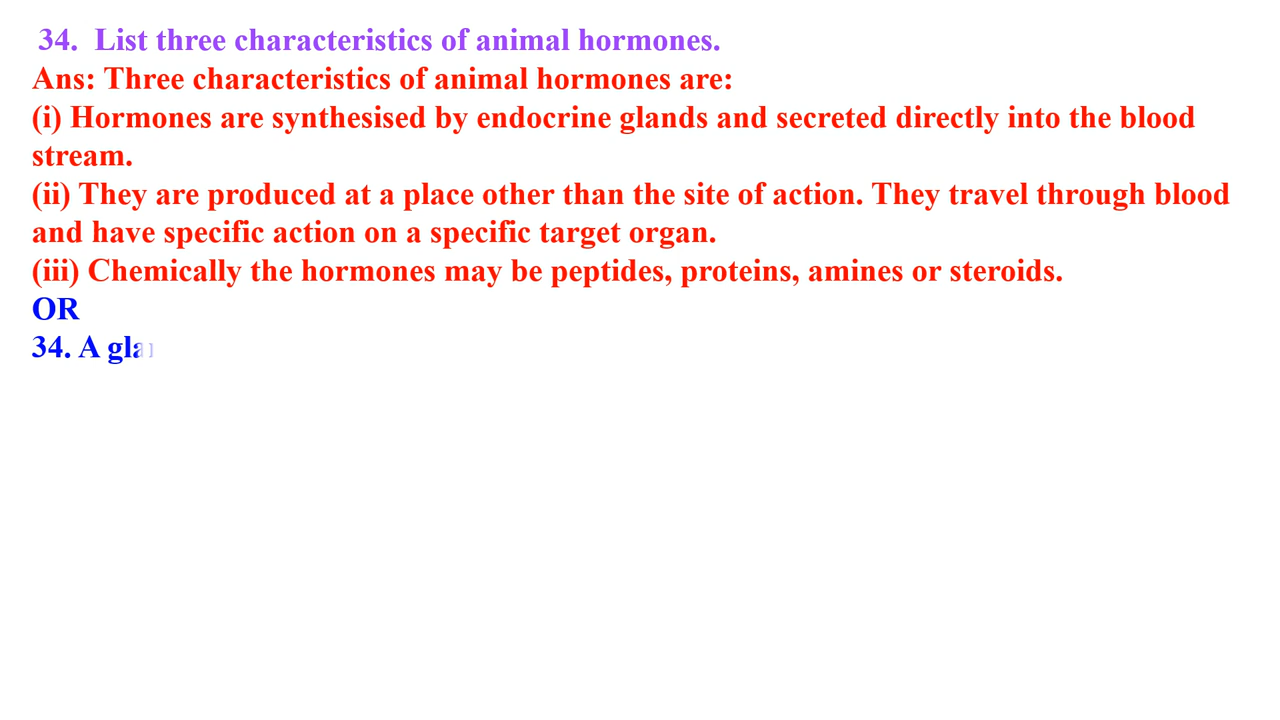 34. List three characteristics of animal hormones.
Ans: Three characteristics of animal hormones are:
(i) Hormones are synthesised by endocrine glands and secreted directly into the blood
stream.
(ii) They are produced at a place other than the site of action. They travel through blood
and have specific action on a specific target organ.
(iii) Chemically the hormones may be peptides, proteins, amines or steroids.
OR
34. A